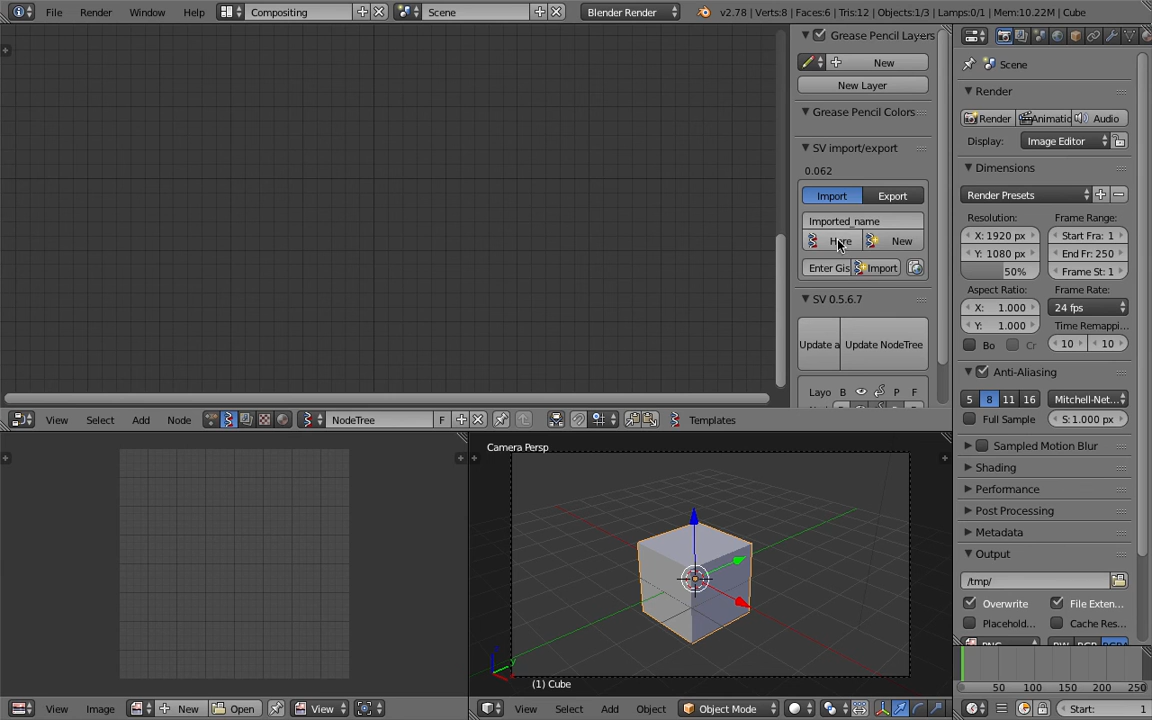 File Render Window Help Compositing Scene Blender Render v2.78 | Verts:8 | Faces:6 | Tris:12 | Objects:1/3 | Lamps:0/1 | Mem:10.22M | Cube
Grease Pencil Layers
New
New Layer
Grease Pencil Colors
SV import/export
0.062
Import Export
Imported_name
Here New
Enter Gis Import
SV 0.5.6.7
Update a Update NodeTree
Layo B P F
View Select Add Node NodeTree F Templates
Scene
Render
Render Animatic Audio
Display: Image Editor
Dimensions
Render Presets
Resolution: Frame Range:
X: 1920 px Start Fra: 1
Y: 1080 px End Fr: 250
50% Frame St: 1
Aspect Ratio: Frame Rate:
X: 1.000 24 fps
Y: 1.000 Time Remappi...
Bo Cr 10 10
Anti-Aliasing
5 8 11 16 Mitchell-Net...
Full Sample S: 1.000 px
Sampled Motion Blur
Shading
Performance
Post Processing
Metadata
Output
/tmp/
Overwrite File Exten...
Placehold... Cache Res...
Camera Persp
(1) Cube
50 100 150 200 250
View Image New Open View
View Select Add Object Object Mode
Start: 1